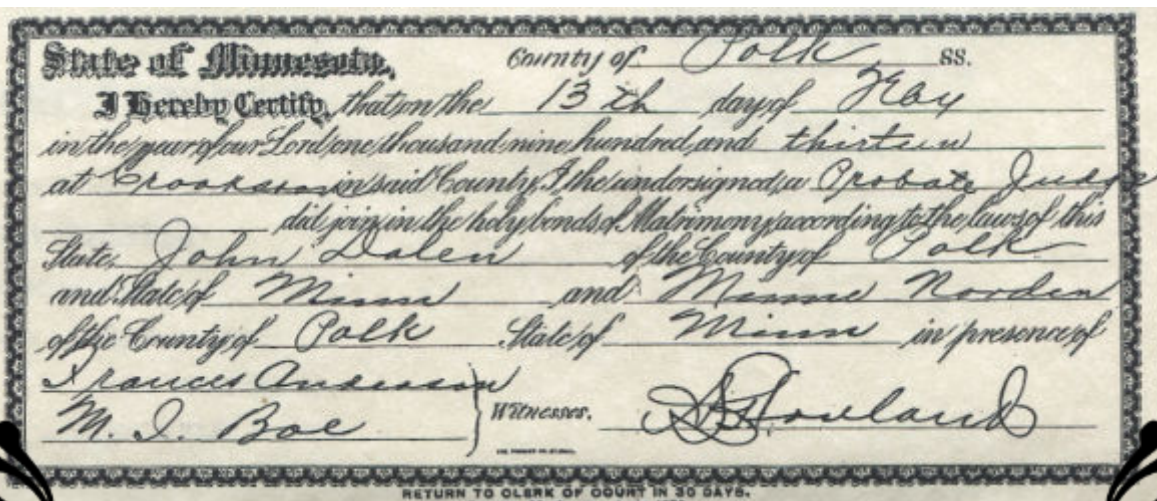 State of Minnesota, County of Polk SS.
I Hereby Certify, that on the 13th day of May
in the year of our Lord one thousand nine hundred and thirteen
at Crookston in said County I, the undersigned, a Probate Judge
did join in the holy bonds of Matrimony according to the laws of this
State, John Dalen of the County of Polk
and State of Minn and Minnie Norden
of the County of Polk State of Minn in presence of
Frances Anderson
M. I. Boe Witnesses. Rowland
RETURN TO CLERK OF COURT IN 30 DAYS.